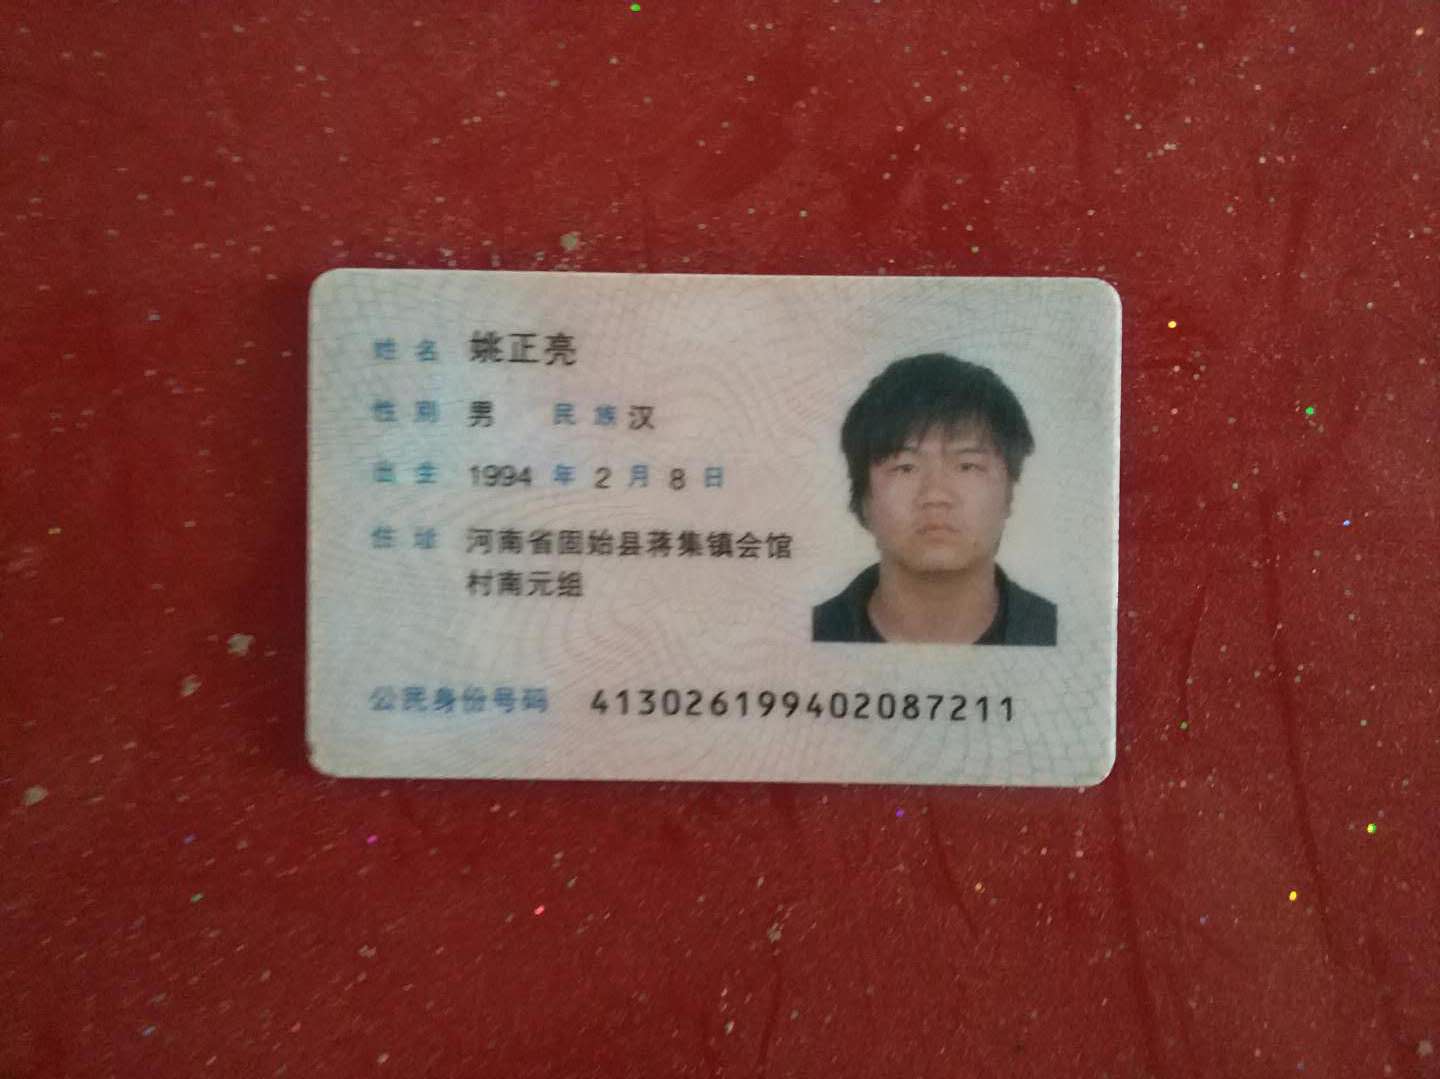 姓名 姚正亮
性别 男 民族 汉
出生 1994 年 2 月 8 日
住址 河南省固始县蒋集镇会馆
村南元组
公民身份号码 413026199402087211